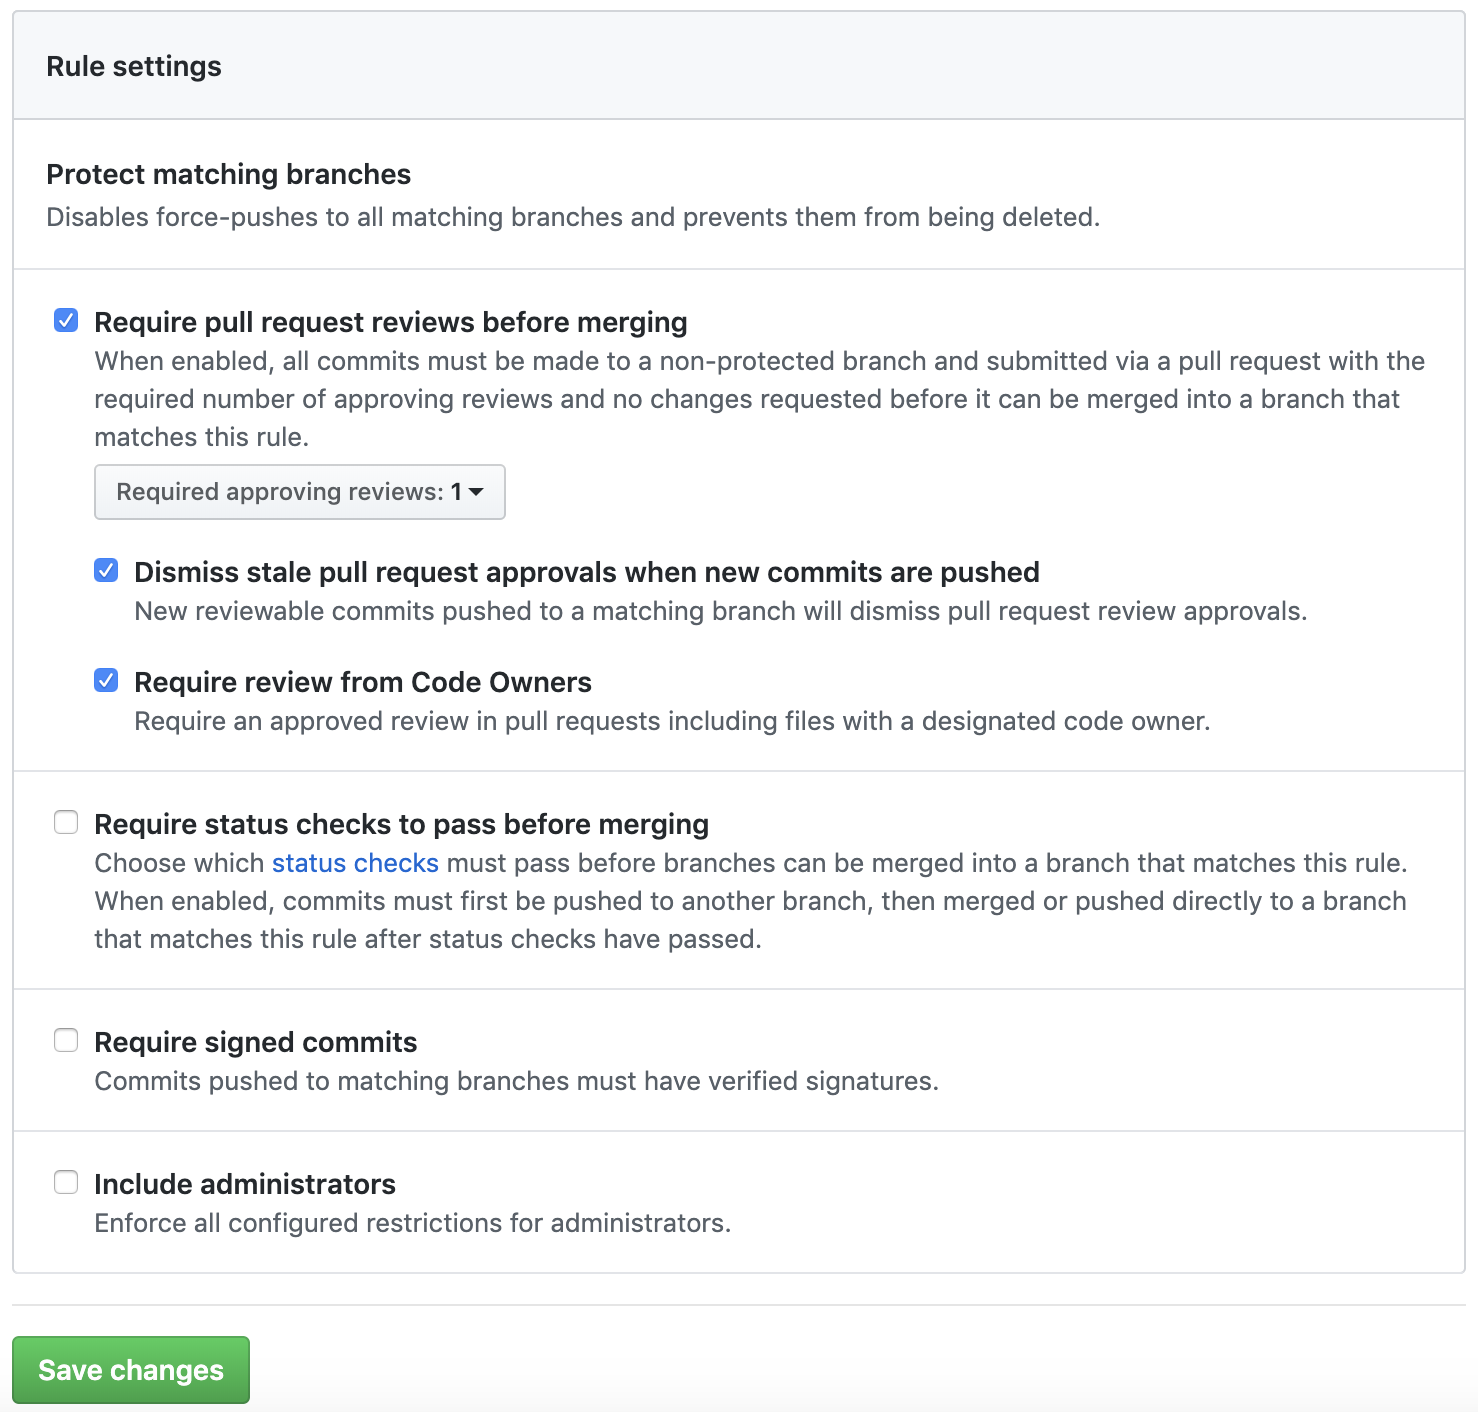 Rule settings
Protect matching branches
Disables force-pushes to all matching branches and prevents them from being deleted.
Require pull request reviews before merging
When enabled, all commits must be made to a non-protected branch and submitted via a pull request with the
required number of approving reviews and no changes requested before it can be merged into a branch that
matches this rule.
Required approving reviews: 1
Dismiss stale pull request approvals when new commits are pushed
New reviewable commits pushed to a matching branch will dismiss pull request review approvals.
Require review from Code Owners
Require an approved review in pull requests including files with a designated code owner.
Require status checks to pass before merging
Choose which status checks must pass before branches can be merged into a branch that matches this rule.
When enabled, commits must first be pushed to another branch, then merged or pushed directly to a branch
that matches this rule after status checks have passed.
Require signed commits
Commits pushed to matching branches must have verified signatures.
Include administrators
Enforce all configured restrictions for administrators.
Save changes